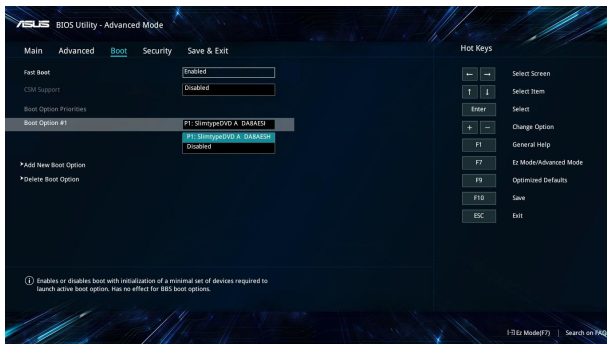 ASUS BIOS Utility - Advanced Mode
Main Advanced Boot Security Save & Exit
Hot Keys
Fast Boot Enabled
CSM Support Disabled
Boot Option Priorities
Boot Option #1 P1: SlimtypeDVD A DA8AESI
P1: SlimtypeDVD A DA8AESH
Disabled
>Add New Boot Option
>Delete Boot Option
← → Select Screen
↑ ↓ Select Item
Enter Select
+ − Change Option
F1 General Help
F7 Ez Mode/Advanced Mode
F9 Optimized Defaults
F10 Save
ESC Exit
Enables or disables boot with initialization of a minimal set of devices required to
launch active boot option. Has no effect for BBS boot options.
Ez Mode(F7) | Search on FAQ